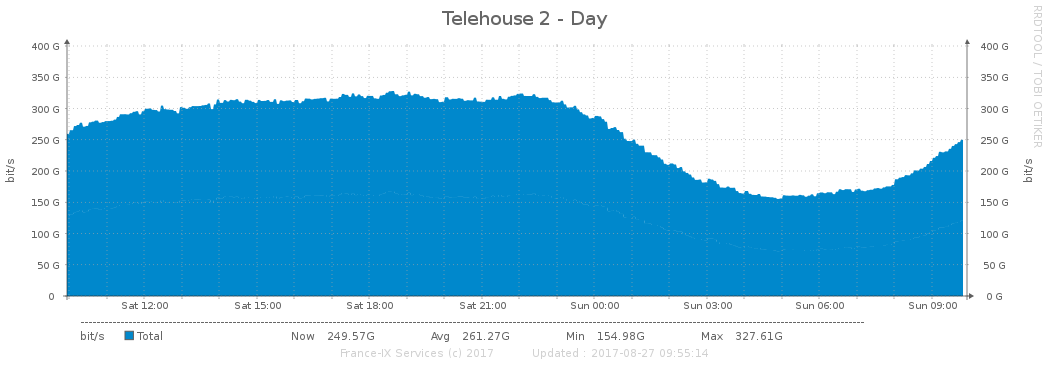 Telehouse 2 - Day
RRDTOOL / TOBI OETIKER
400 G 400 G
350 G 350 G
300 G 300 G
250 G 250 G
200 G 200 G
150 G 150 G
100 G 100 G
50 G 50 G
0 0 G
bit/s bit/s
Sat 12:00 Sat 15:00 Sat 18:00 Sat 21:00 Sun 00:00 Sun 03:00 Sun 06:00 Sun 09:00
bit/s Total Now 249.57G Avg 261.27G Min 154.98G Max 327.61G
France-IX Services (c) 2017 Updated : 2017-08-27 09:55:14